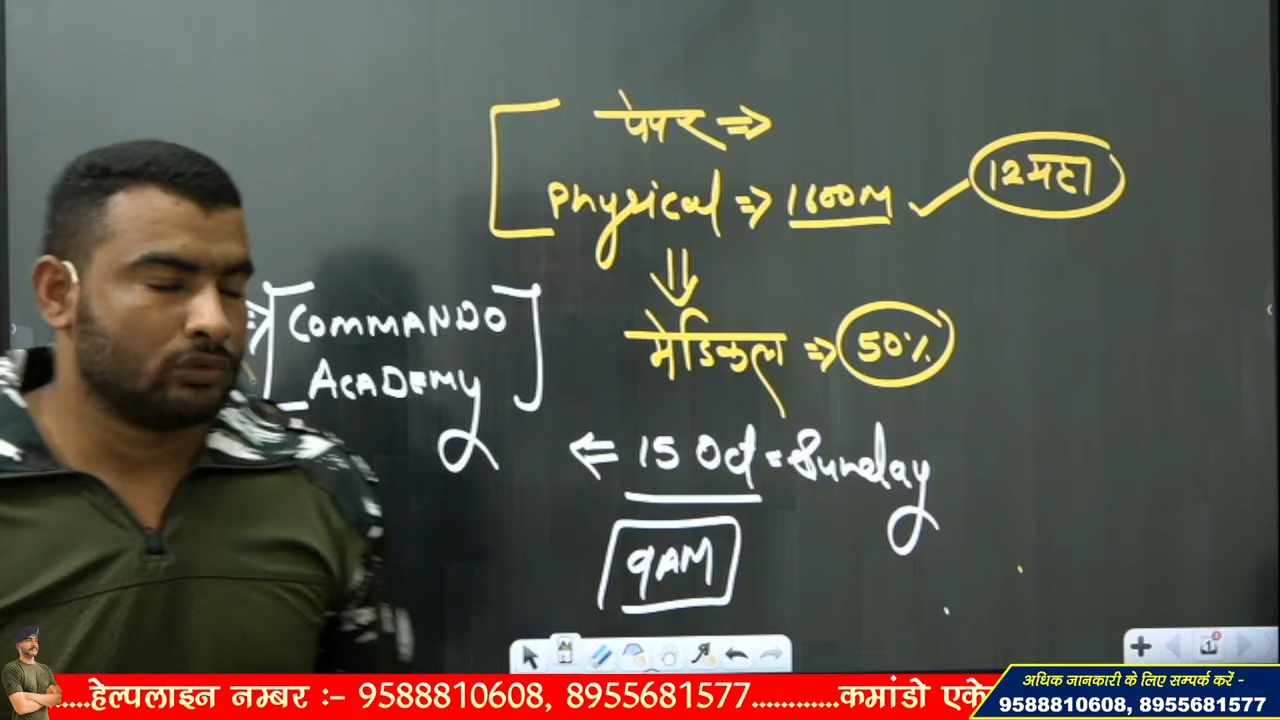 पेपर ⇒
Physical ⇒ 1600M ✓ 12महा
⇓
मेडिकल ⇒ 50%
⇒ [COMMANDO
ACADEMY]
⇐ 15 Oct = Sunday
9AM
.....हेल्पलाइन नम्बर :- 9588810608, 8955681577............कमांडो एके
अधिक जानकारी के लिए सम्पर्क करें -
9588810608, 8955681577